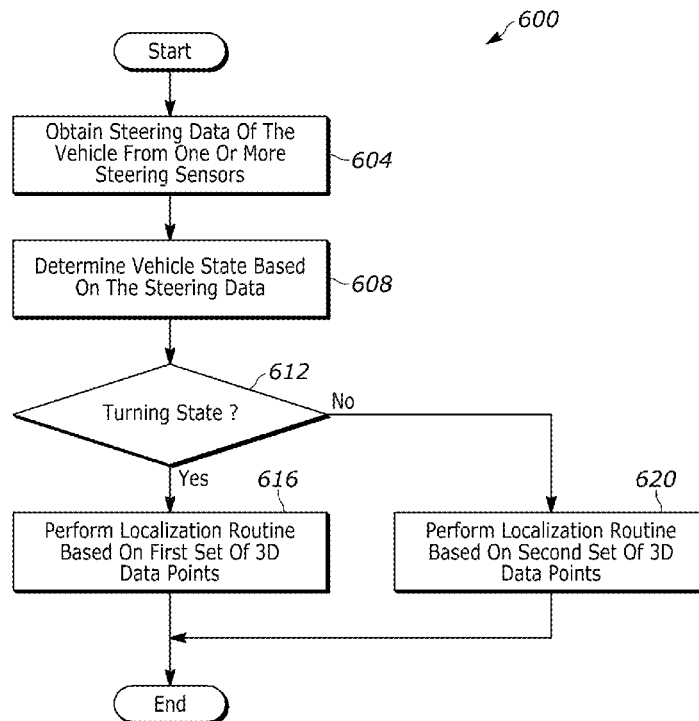 600
Start
Obtain Steering Data Of The
Vehicle From One Or More
Steering Sensors
604
Determine Vehicle State Based
On The Steering Data
608
612
Turning State ?
No
Yes
616
Perform Localization Routine
Based On First Set Of 3D
Data Points
620
Perform Localization Routine
Based On Second Set Of 3D
Data Points
End